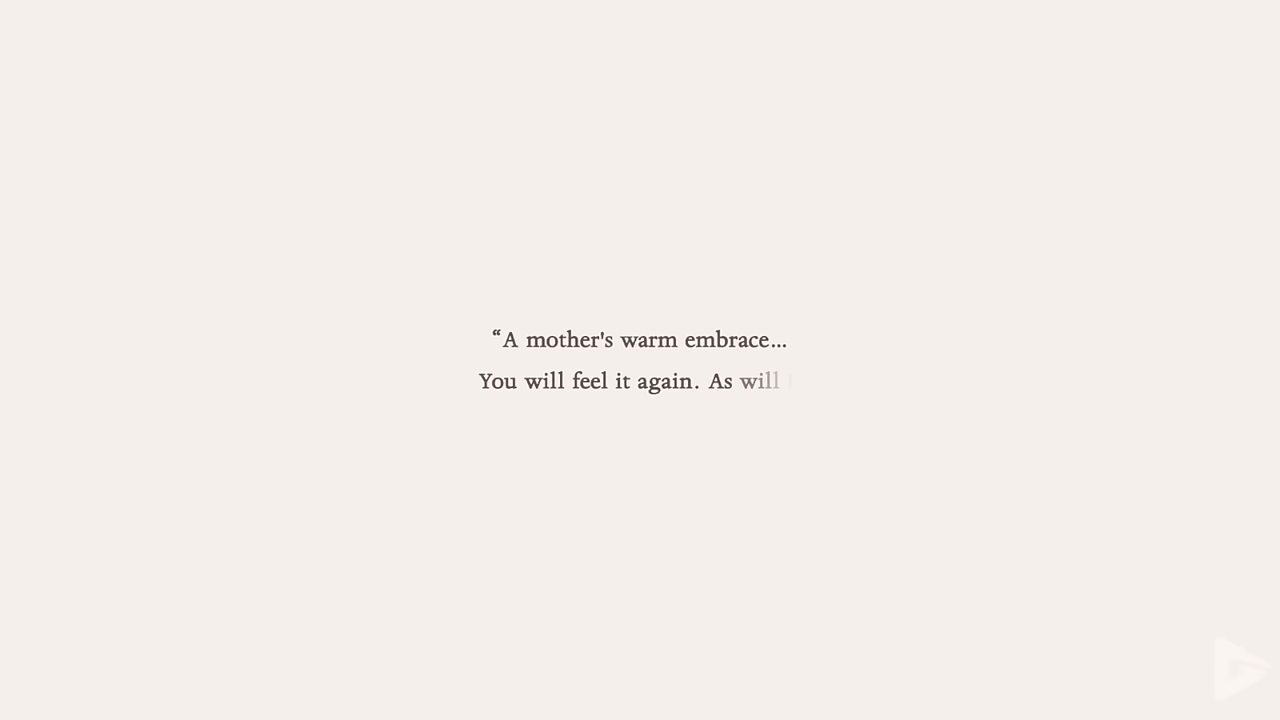 “A mother's warm embrace...
You will feel it again. As will